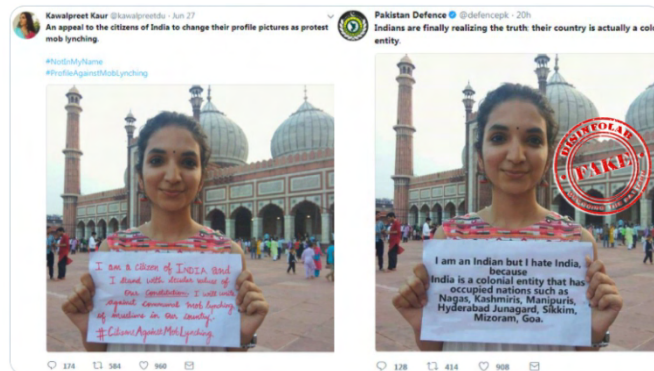 Kawalpreet Kaur @kawalpreetdu · Jun 27
An appeal to the citizens of India to change their profile pictures as protest
mob lynching.
#NotInMyName
#ProfileAgainstMobLynching
I am a citizen of INDIA and
I stand with secular values of
our Constitution. I will write
against communal mob lynching
of muslims in our country.
#CitizensAgainstMobLynching
174 584 960
Pakistan Defence @defencepk · 20h
Indians are finally realizing the truth: their country is actually a colo
entity.
DISINFOLAB
FAKE
I am an Indian but I hate India,
because
India is a colonial entity that has
occupied nations such as
Nagas, Kashmiris, Manipuris,
Hyderabad Junagard, Sikkim,
Mizoram, Goa.
128 414 908